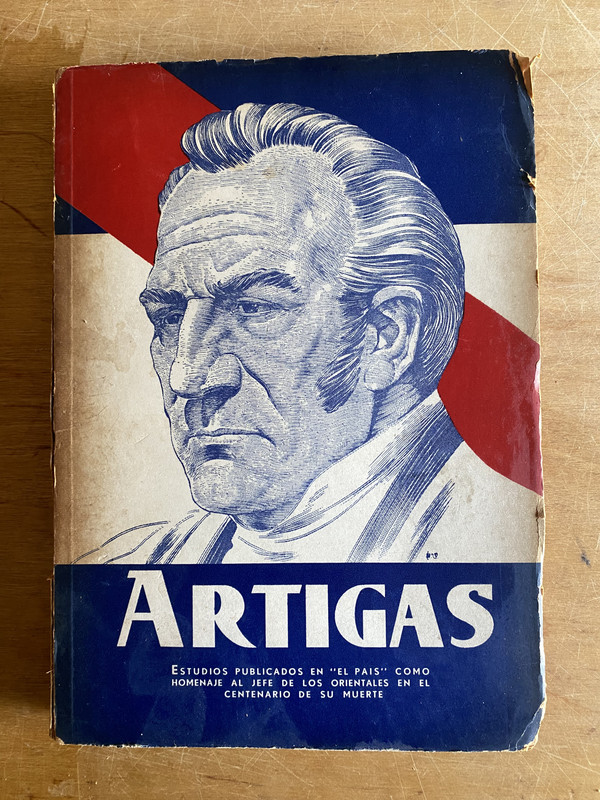 ARTIGAS
ESTUDIOS PUBLICADOS EN "EL PAIS" COMO
HOMENAJE AL JEFE DE LOS ORIENTALES EN EL
CENTENARIO DE SU MUERTE